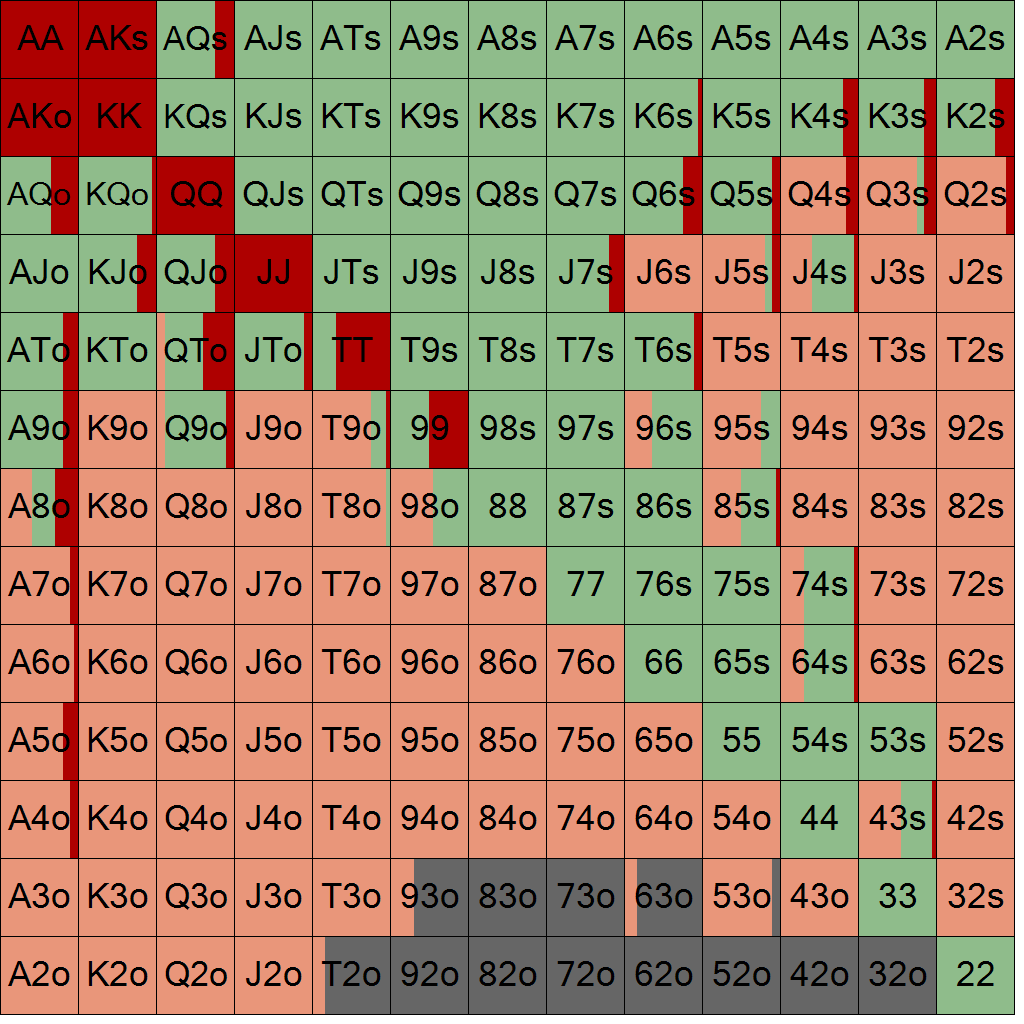 AA AKs AQs AJs ATs A9s A8s A7s A6s A5s A4s A3s A2s
AKo KK KQs KJs KTs K9s K8s K7s K6s K5s K4s K3s K2s
AQo KQo QQ QJs QTs Q9s Q8s Q7s Q6s Q5s Q4s Q3s Q2s
AJo KJo QJo JJ JTs J9s J8s J7s J6s J5s J4s J3s J2s
ATo KTo QTo JTo TT T9s T8s T7s T6s T5s T4s T3s T2s
A9o K9o Q9o J9o T9o 99 98s 97s 96s 95s 94s 93s 92s
A8o K8o Q8o J8o T8o 98o 88 87s 86s 85s 84s 83s 82s
A7o K7o Q7o J7o T7o 97o 87o 77 76s 75s 74s 73s 72s
A6o K6o Q6o J6o T6o 96o 86o 76o 66 65s 64s 63s 62s
A5o K5o Q5o J5o T5o 95o 85o 75o 65o 55 54s 53s 52s
A4o K4o Q4o J4o T4o 94o 84o 74o 64o 54o 44 43s 42s
A3o K3o Q3o J3o T3o 93o 83o 73o 63o 53o 43o 33 32s
A2o K2o Q2o J2o T2o 92o 82o 72o 62o 52o 42o 32o 22